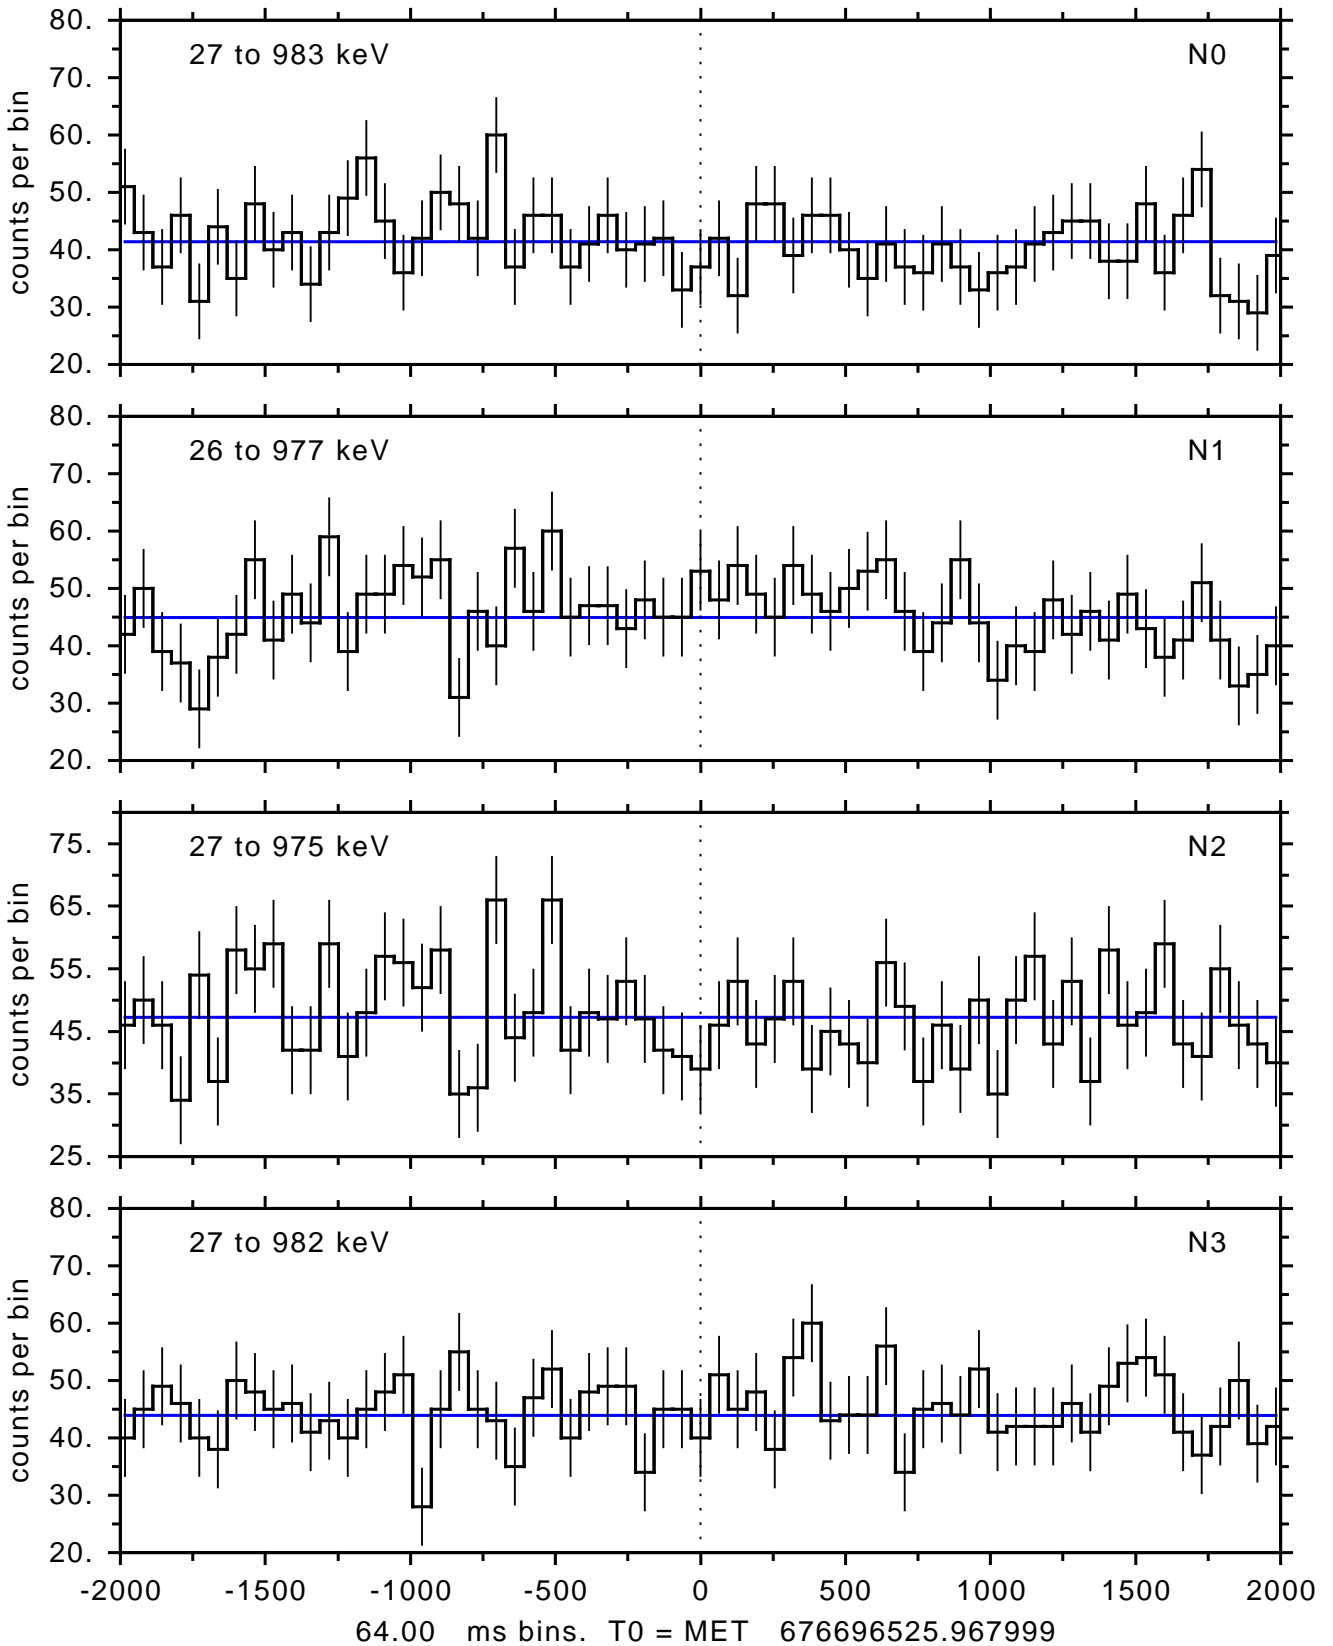 80.
27 to 983 keV N0
70.
60.
50.
40.
30.
20.
counts per bin
80.
26 to 977 keV N1
70.
60.
50.
40.
30.
20.
counts per bin
75.
27 to 975 keV N2
65.
55.
45.
35.
25.
counts per bin
80.
27 to 982 keV N3
70.
60.
50.
40.
30.
20.
counts per bin
-2000 -1500 -1000 -500 0 500 1000 1500 2000
64.00 ms bins. T0 = MET 676696525.967999